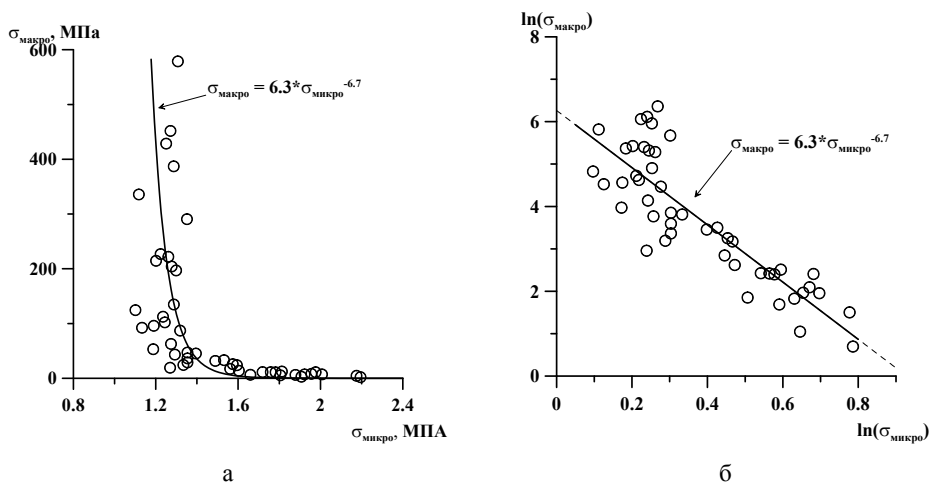 σмакро, МПа
600
400
200
0
0.8 1.2 1.6 2 2.4
σмикро, МПА
σмакро = 6.3*σмикро-6.7
а
ln(σмакро)
8
6
4
2
0
0 0.2 0.4 0.6 0.8
ln(σмикро)
σмакро = 6.3*σмикро-6.7
б